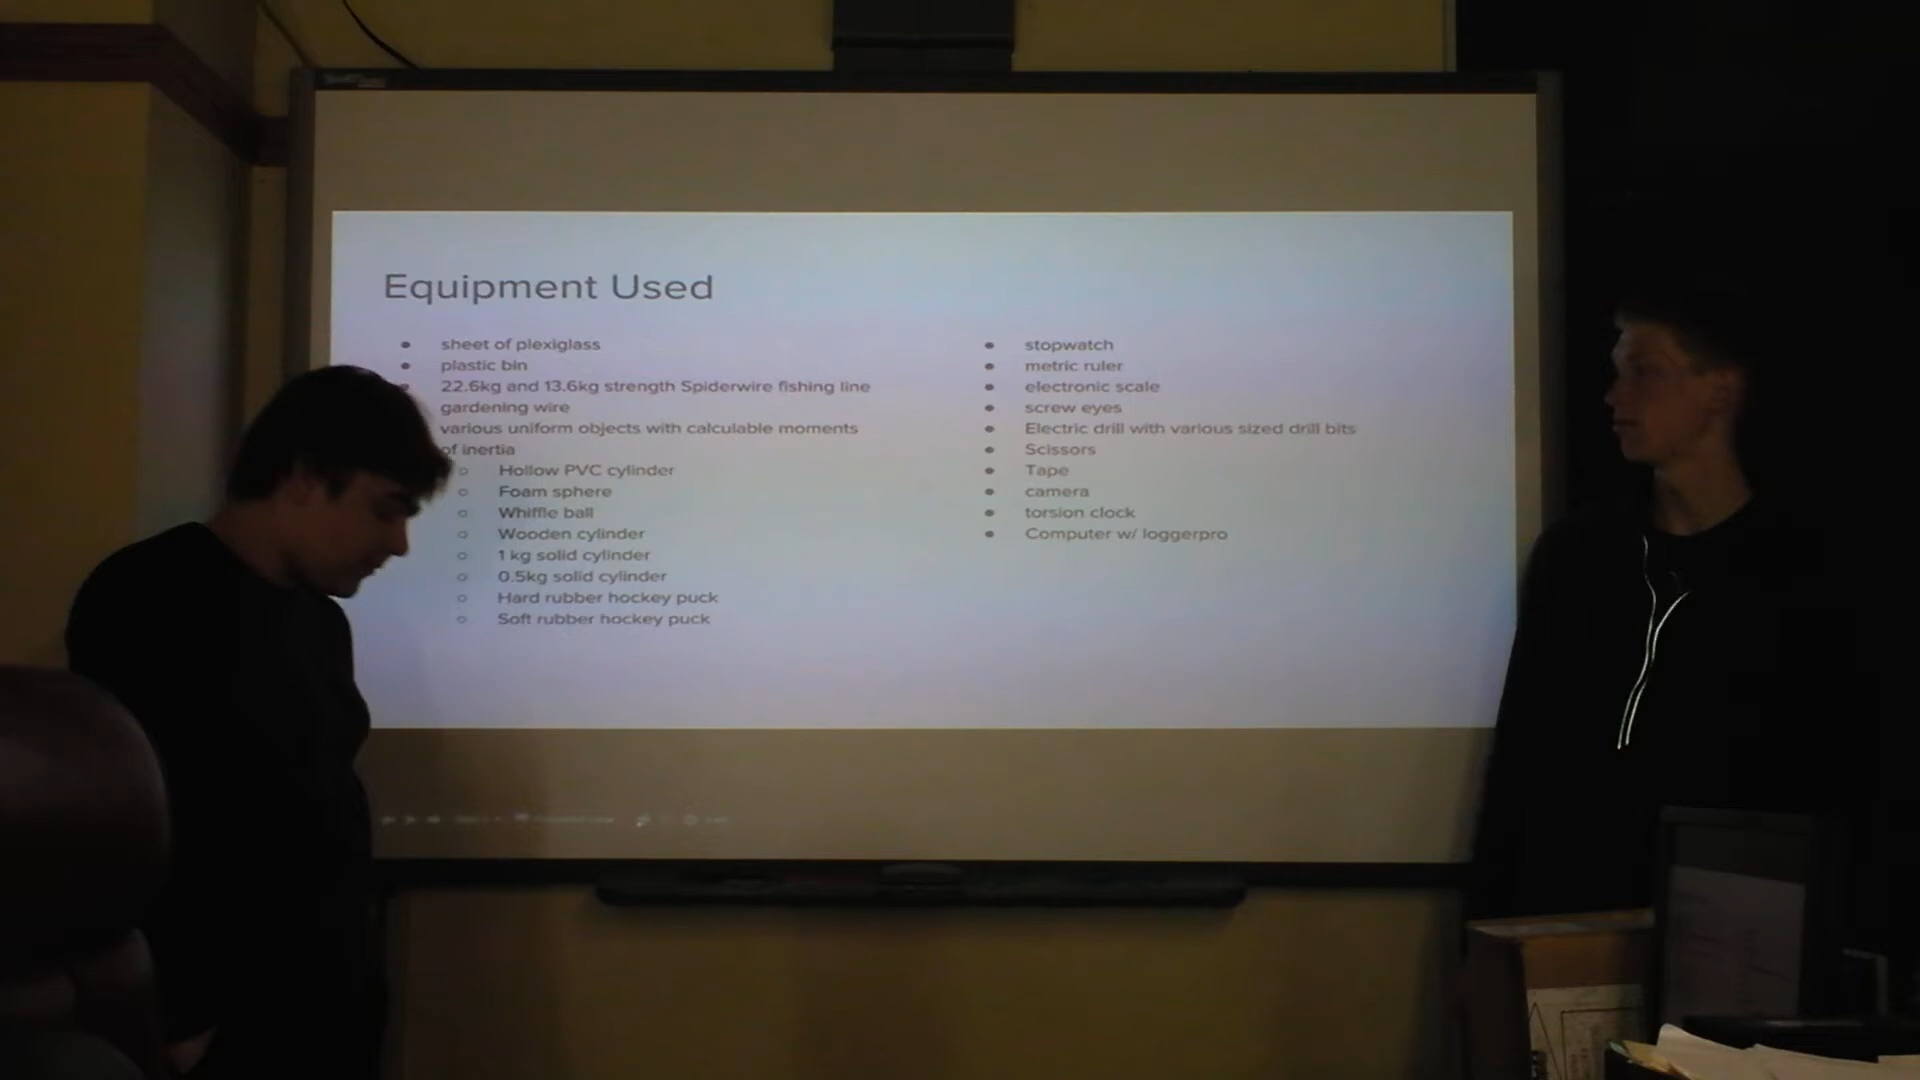 Equipment Used
sheet of plexiglass
plastic bin
22.6kg and 13.6kg strength Spiderwire fishing line
gardening wire
various uniform objects with calculable moments
of inertia
Hollow PVC cylinder
Foam sphere
Whiffle ball
Wooden cylinder
1 kg solid cylinder
0.5kg solid cylinder
Hard rubber hockey puck
Soft rubber hockey puck
stopwatch
metric ruler
electronic scale
screw eyes
Electric drill with various sized drill bits
Scissors
Tape
camera
torsion clock
Computer w/ loggerpro